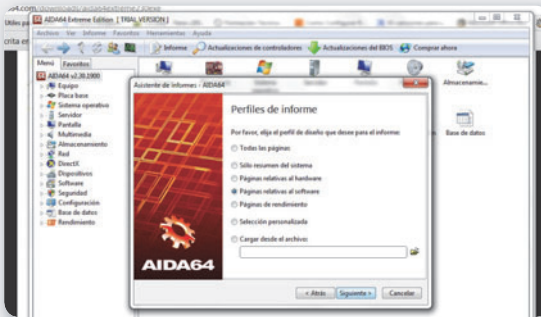 AIDA64 Extreme Edition [ TRIAL VERSION ]
Archivo Ver Informe Favoritos Herramientas Ayuda
Informe Actualizaciones de controladores Actualizaciones del BIOS Comprar ahora
Menú Favoritos
AIDA64 v2.30.1900
Equipo
Placa base
Sistema operativo
Servidor
Pantalla
Multimedia
Almacenamiento
Red
DirectX
Dispositivos
Software
Seguridad
Configuración
Base de datos
Rendimiento
Almacenamie...
Base de datos
Asistente de informes - AIDA64
Perfiles de informe
Por favor, elija el perfil de diseño que desee para el informe:
Todas las páginas
Sólo resumen del sistema
Páginas relativas al hardware
Páginas relativas al software
Páginas de rendimiento
Selección personalizada
Cargar desde el archivo:
AIDA64
< Atrás Siguiente > Cancelar